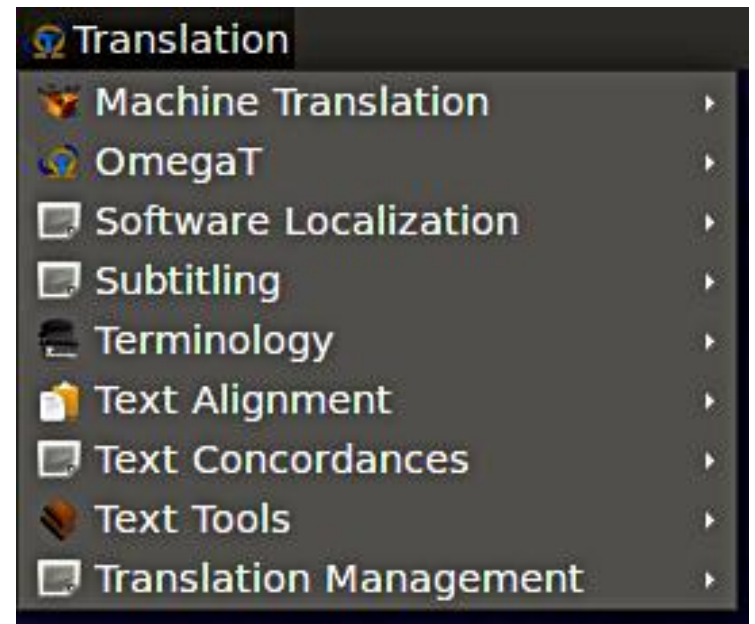 Translation
Machine Translation
OmegaT
Software Localization
Subtitling
Terminology
Text Alignment
Text Concordances
Text Tools
Translation Management